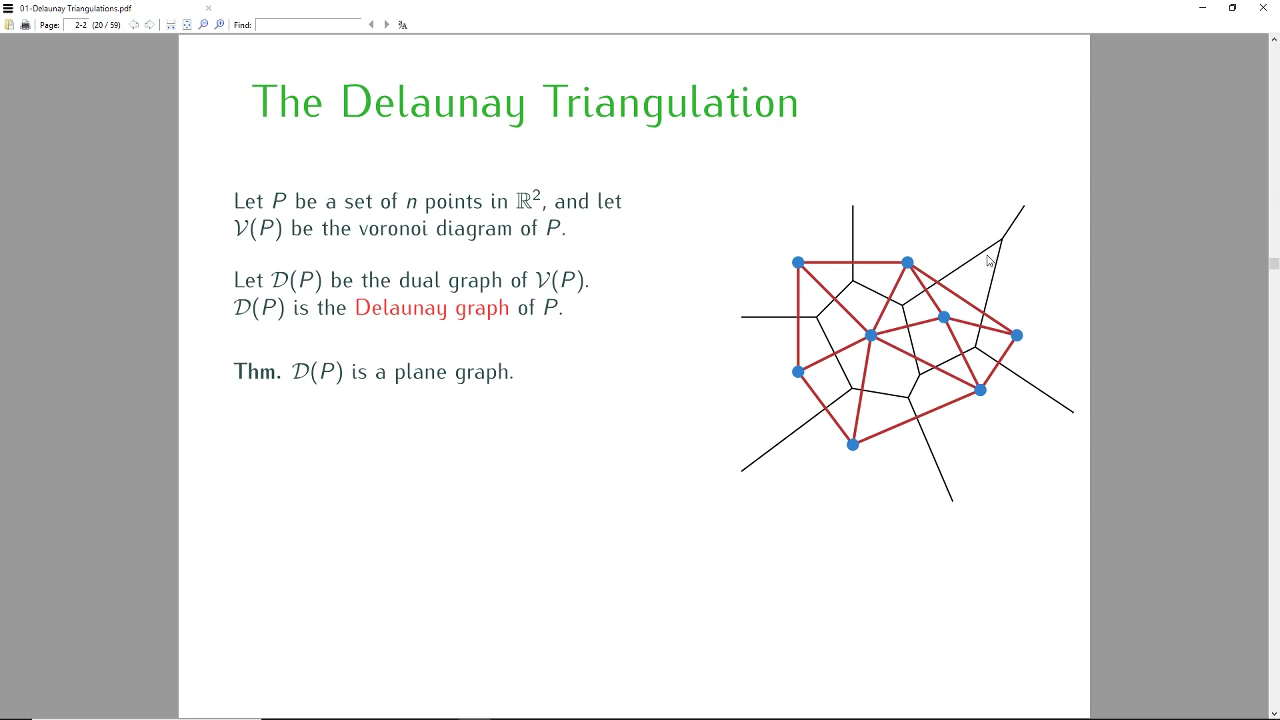 01-Delaunay Triangulations.pdf
Page: 2-2 (20 / 59) Find:
The Delaunay Triangulation
Let P be a set of n points in ℝ², and let
𝒱(P) be the voronoi diagram of P.
Let 𝒟(P) be the dual graph of 𝒱(P).
𝒟(P) is the Delaunay graph of P.
Thm. 𝒟(P) is a plane graph.